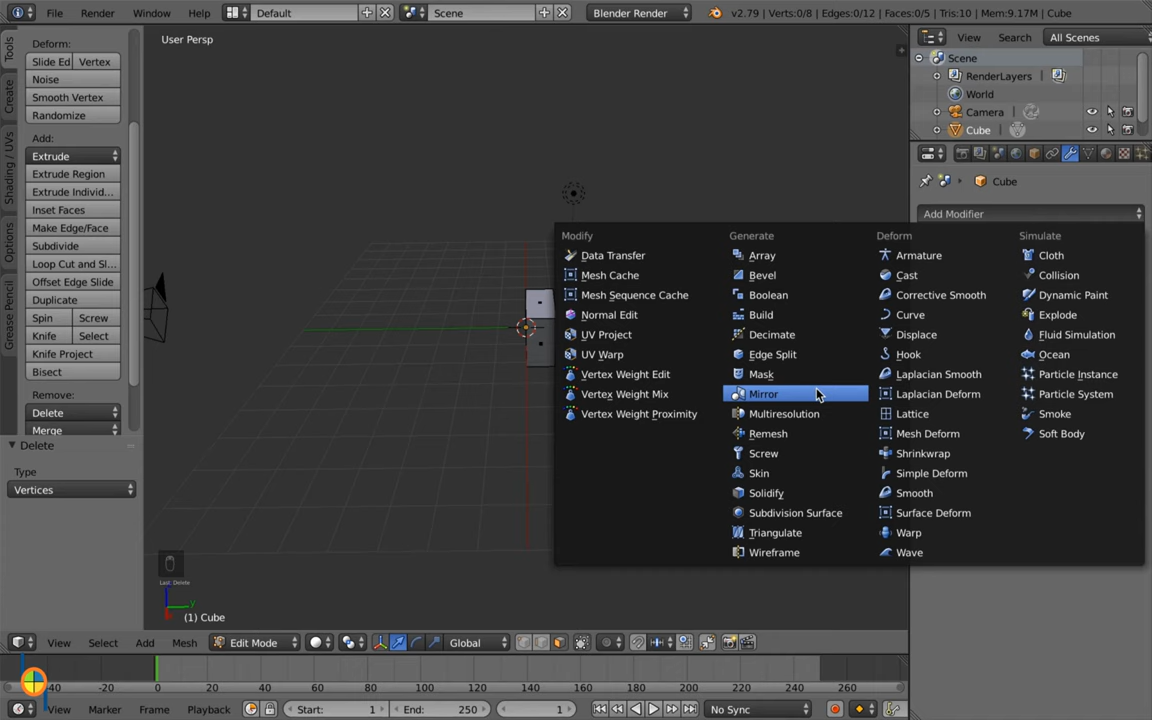 File Render Window Help Default Scene Blender Render v2.79 | Verts:0/8 | Edges:0/12 | Faces:0/5 | Tris:10 | Mem:9.17M | Cube
View Search All Scenes
Scene
RenderLayers
World
Camera
Cube
Cube
Add Modifier
Tools
Create
Shading / UVs
Options
Grease Pencil
Deform:
Slide Ed Vertex
Noise
Smooth Vertex
Randomize
Add:
Extrude
Extrude Region
Extrude Individ...
Inset Faces
Make Edge/Face
Subdivide
Loop Cut and Sl...
Offset Edge Slide
Duplicate
Spin Screw
Knife Select
Knife Project
Bisect
Remove:
Delete
Merge
Delete
Type
Vertices
User Persp
Modify
Data Transfer
Mesh Cache
Mesh Sequence Cache
Normal Edit
UV Project
UV Warp
Vertex Weight Edit
Vertex Weight Mix
Vertex Weight Proximity
Generate
Array
Bevel
Boolean
Build
Decimate
Edge Split
Mask
Mirror
Multiresolution
Remesh
Screw
Skin
Solidify
Subdivision Surface
Triangulate
Wireframe
Deform
Armature
Cast
Corrective Smooth
Curve
Displace
Hook
Laplacian Smooth
Laplacian Deform
Lattice
Mesh Deform
Shrinkwrap
Simple Deform
Smooth
Surface Deform
Warp
Wave
Simulate
Cloth
Collision
Dynamic Paint
Explode
Fluid Simulation
Ocean
Particle Instance
Particle System
Smoke
Soft Body
Last: Delete
y
(1) Cube
View Select Add Mesh Edit Mode Global
-40 -20 0 20 40 60 80 100 120 140 160 180 200 220 240 260
View Marker Frame Playback Start: 1 End: 250 1 No Sync